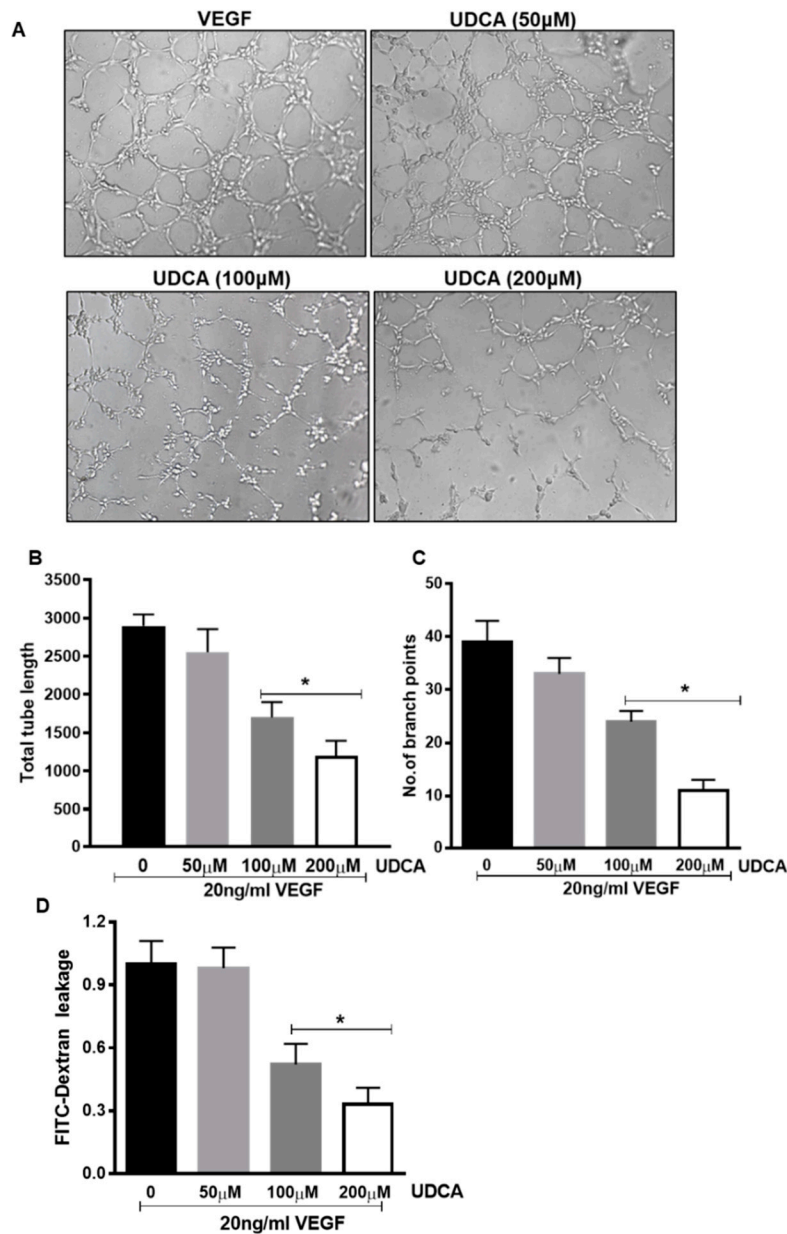 A
VEGF
UDCA (50µM)
UDCA (100µM)
UDCA (200µM)
B
Total tube length
3500
3000
2500
2000
1500
1000
500
0
*
0 50µM 100µM 200µM UDCA
20ng/ml VEGF
C
No.of branch points
50
40
30
20
10
0
*
0 50µM 100µM 200µM UDCA
20ng/ml VEGF
D
FITC-Dextran leakage
1.2
0.9
0.6
0.3
0.0
*
0 50µM 100µM 200µM UDCA
20ng/ml VEGF